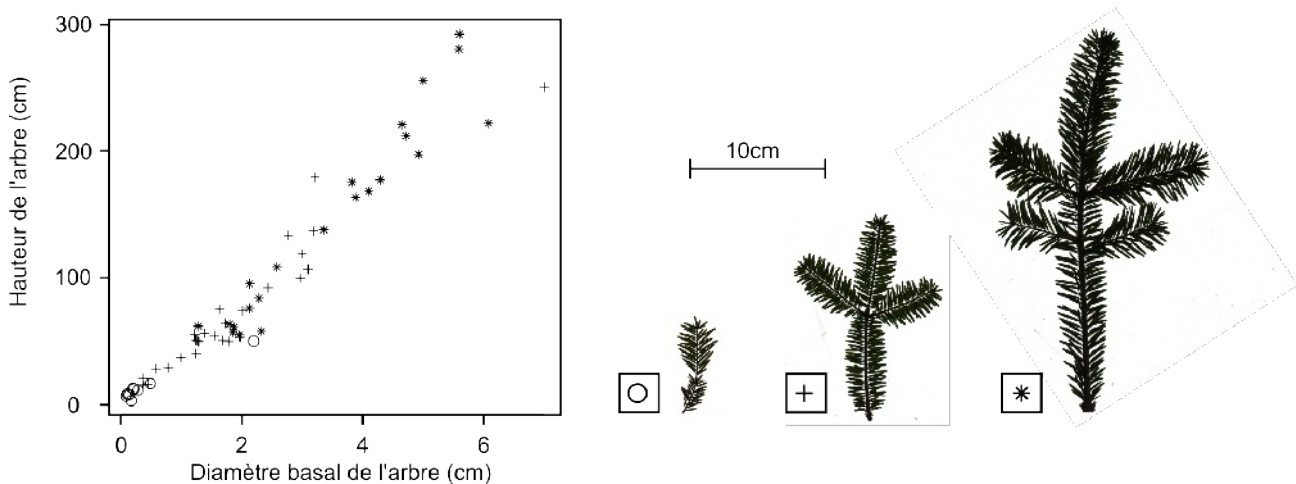 300
200
100
0
Hauteur de l'arbre (cm)
0 2 4 6
Diamètre basal de l'arbre (cm)
10cm